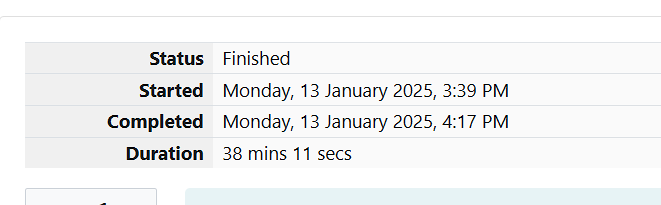 Status Finished
Started Monday, 13 January 2025, 3:39 PM
Completed Monday, 13 January 2025, 4:17 PM
Duration 38 mins 11 secs